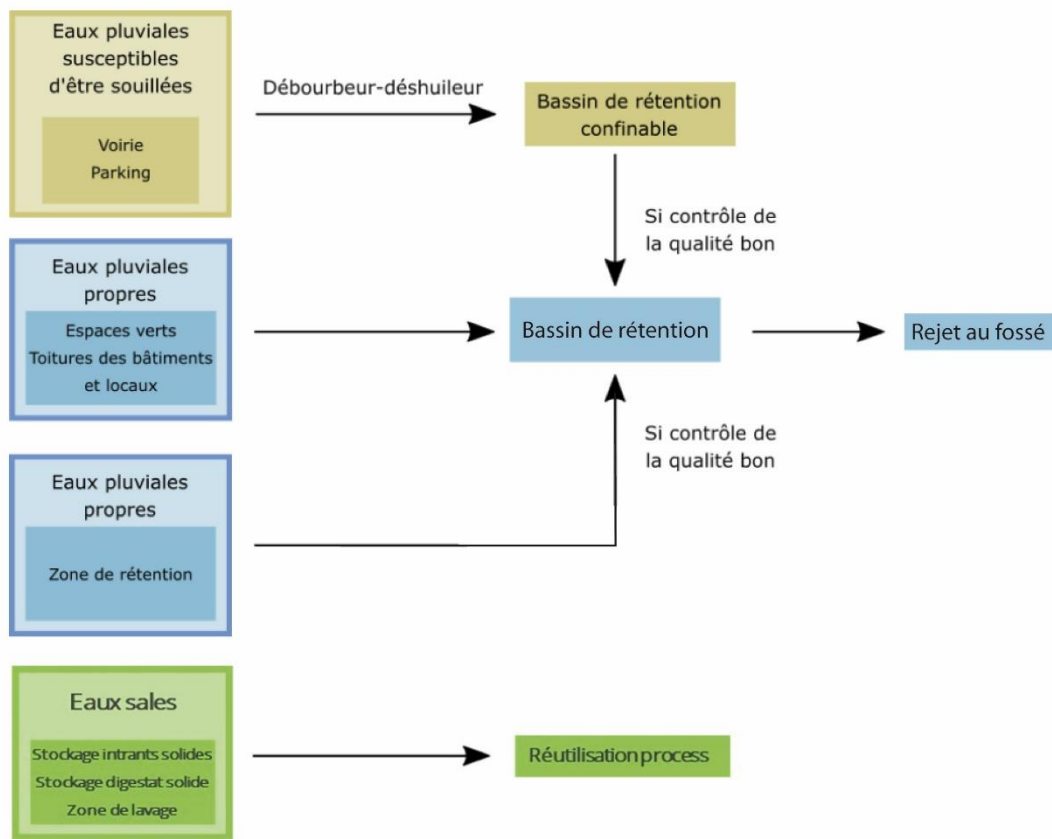 Eaux pluviales
susceptibles
d'être souillées
Voirie
Parking
Débourbeur-déshuileur
Bassin de rétention
confinable
Si contrôle de
la qualité bon
Eaux pluviales
propres
Espaces verts
Toitures des bâtiments
et locaux
Bassin de rétention
Rejet au fossé
Si contrôle de
la qualité bon
Eaux pluviales
propres
Zone de rétention
Eaux sales
Stockage intrants solides
Stockage digestat solide
Zone de lavage
Réutilisation process